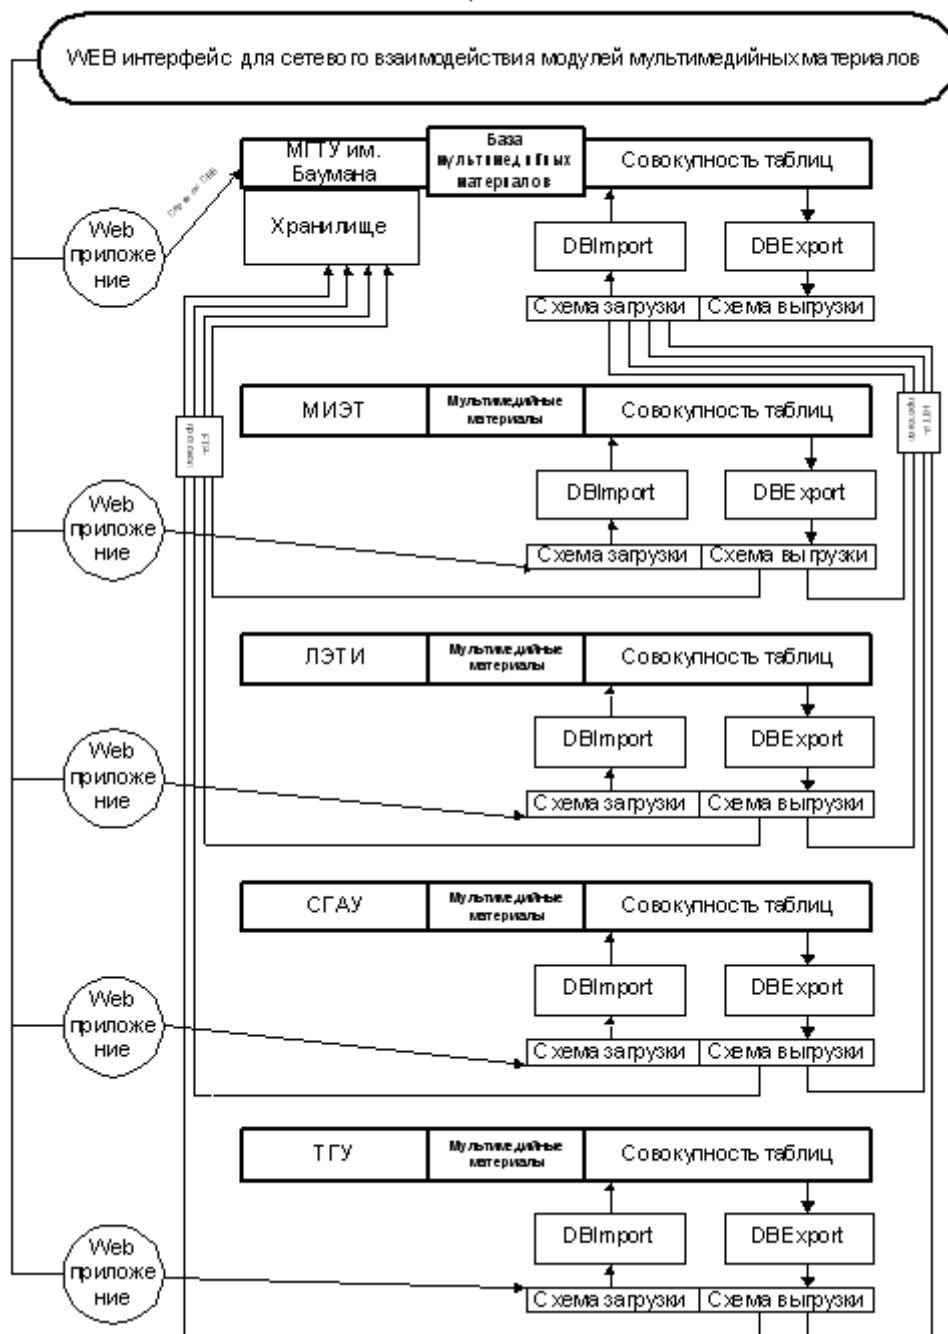 WEB интерфейс для сетевого взаимодействия модулей мультимедийных материалов
МГТУ им.
Баумана
База
мультимедийных
материалов
Совокупность таблиц
Web
приложе
ние
Хранилище
DBImport
DBExport
Схема загрузки
Схема выгрузки
МИЭТ
Мультимедийные
материалы
Совокупность таблиц
FTP-
протокол
HTTP-
протокол
Web
приложе
ние
DBImport
DBExport
Схема загрузки
Схема выгрузки
ЛЭТИ
Мультимедийные
материалы
Совокупность таблиц
Web
приложе
ние
DBImport
DBExport
Схема загрузки
Схема выгрузки
СГАУ
Мультимедийные
материалы
Совокупность таблиц
Web
приложе
ние
DBImport
DBExport
Схема загрузки
Схема выгрузки
ТГУ
Мультимедийные
материалы
Совокупность таблиц
Web
приложе
ние
DBImport
DBExport
Схема загрузки
Схема выгрузки